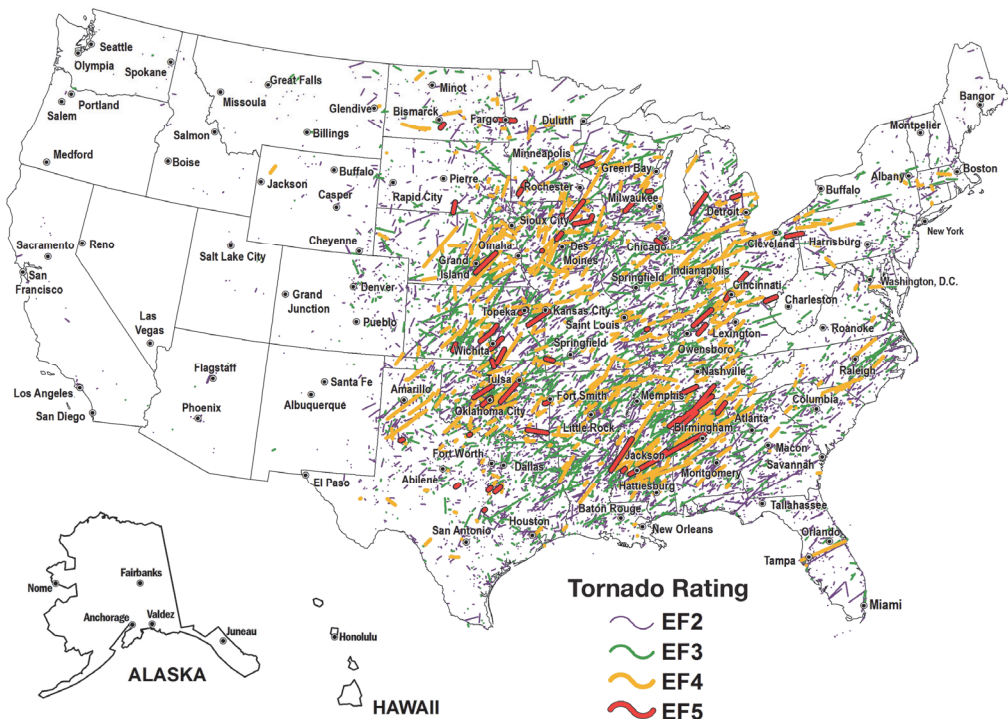 Seattle
Olympia
Spokane
Portland
Salem
Medford
Great Falls
Missoula
Glendive
Billings
Salmon
Boise
Minot
Bismarck
Fargo
Duluth
Bangor
Montpelier
Albany
Boston
Buffalo
New York
Minneapolis
Green Bay
Buffalo
Jackson
Casper
Pierre
Rapid City
Rochester
Milwaukee
Detroit
Sioux City
Cheyenne
Omaha
Des
Moines
Chicago
Cleveland
Harrisburg
Sacramento
Reno
Salt Lake City
San
Francisco
Grand
Island
Springfield
Indianapolis
Cincinnati
Washington, D.C.
Denver
Grand
Junction
Pueblo
Topeka
Kansas City
Saint Louis
Charleston
Lexington
Roanoke
Las
Vegas
Wichita
Springfield
Owensboro
Nashville
Raleigh
Flagstaff
Santa Fe
Amarillo
Tulsa
Los Angeles
Albuquerque
Oklahoma City
Fort Smith
Memphis
Columbia
San Diego
Phoenix
Little Rock
Birmingham
Atlanta
Fort Worth
Dallas
Jackson
Macon
Savannah
El Paso
Abilene
Hattiesburg
Montgomery
Baton Rouge
Tallahassee
San Antonio
Houston
New Orleans
Orlando
Tampa
Miami
Nome
Fairbanks
Anchorage
Valdez
Juneau
ALASKA
Honolulu
HAWAII
Tornado Rating
EF2
EF3
EF4
EF5